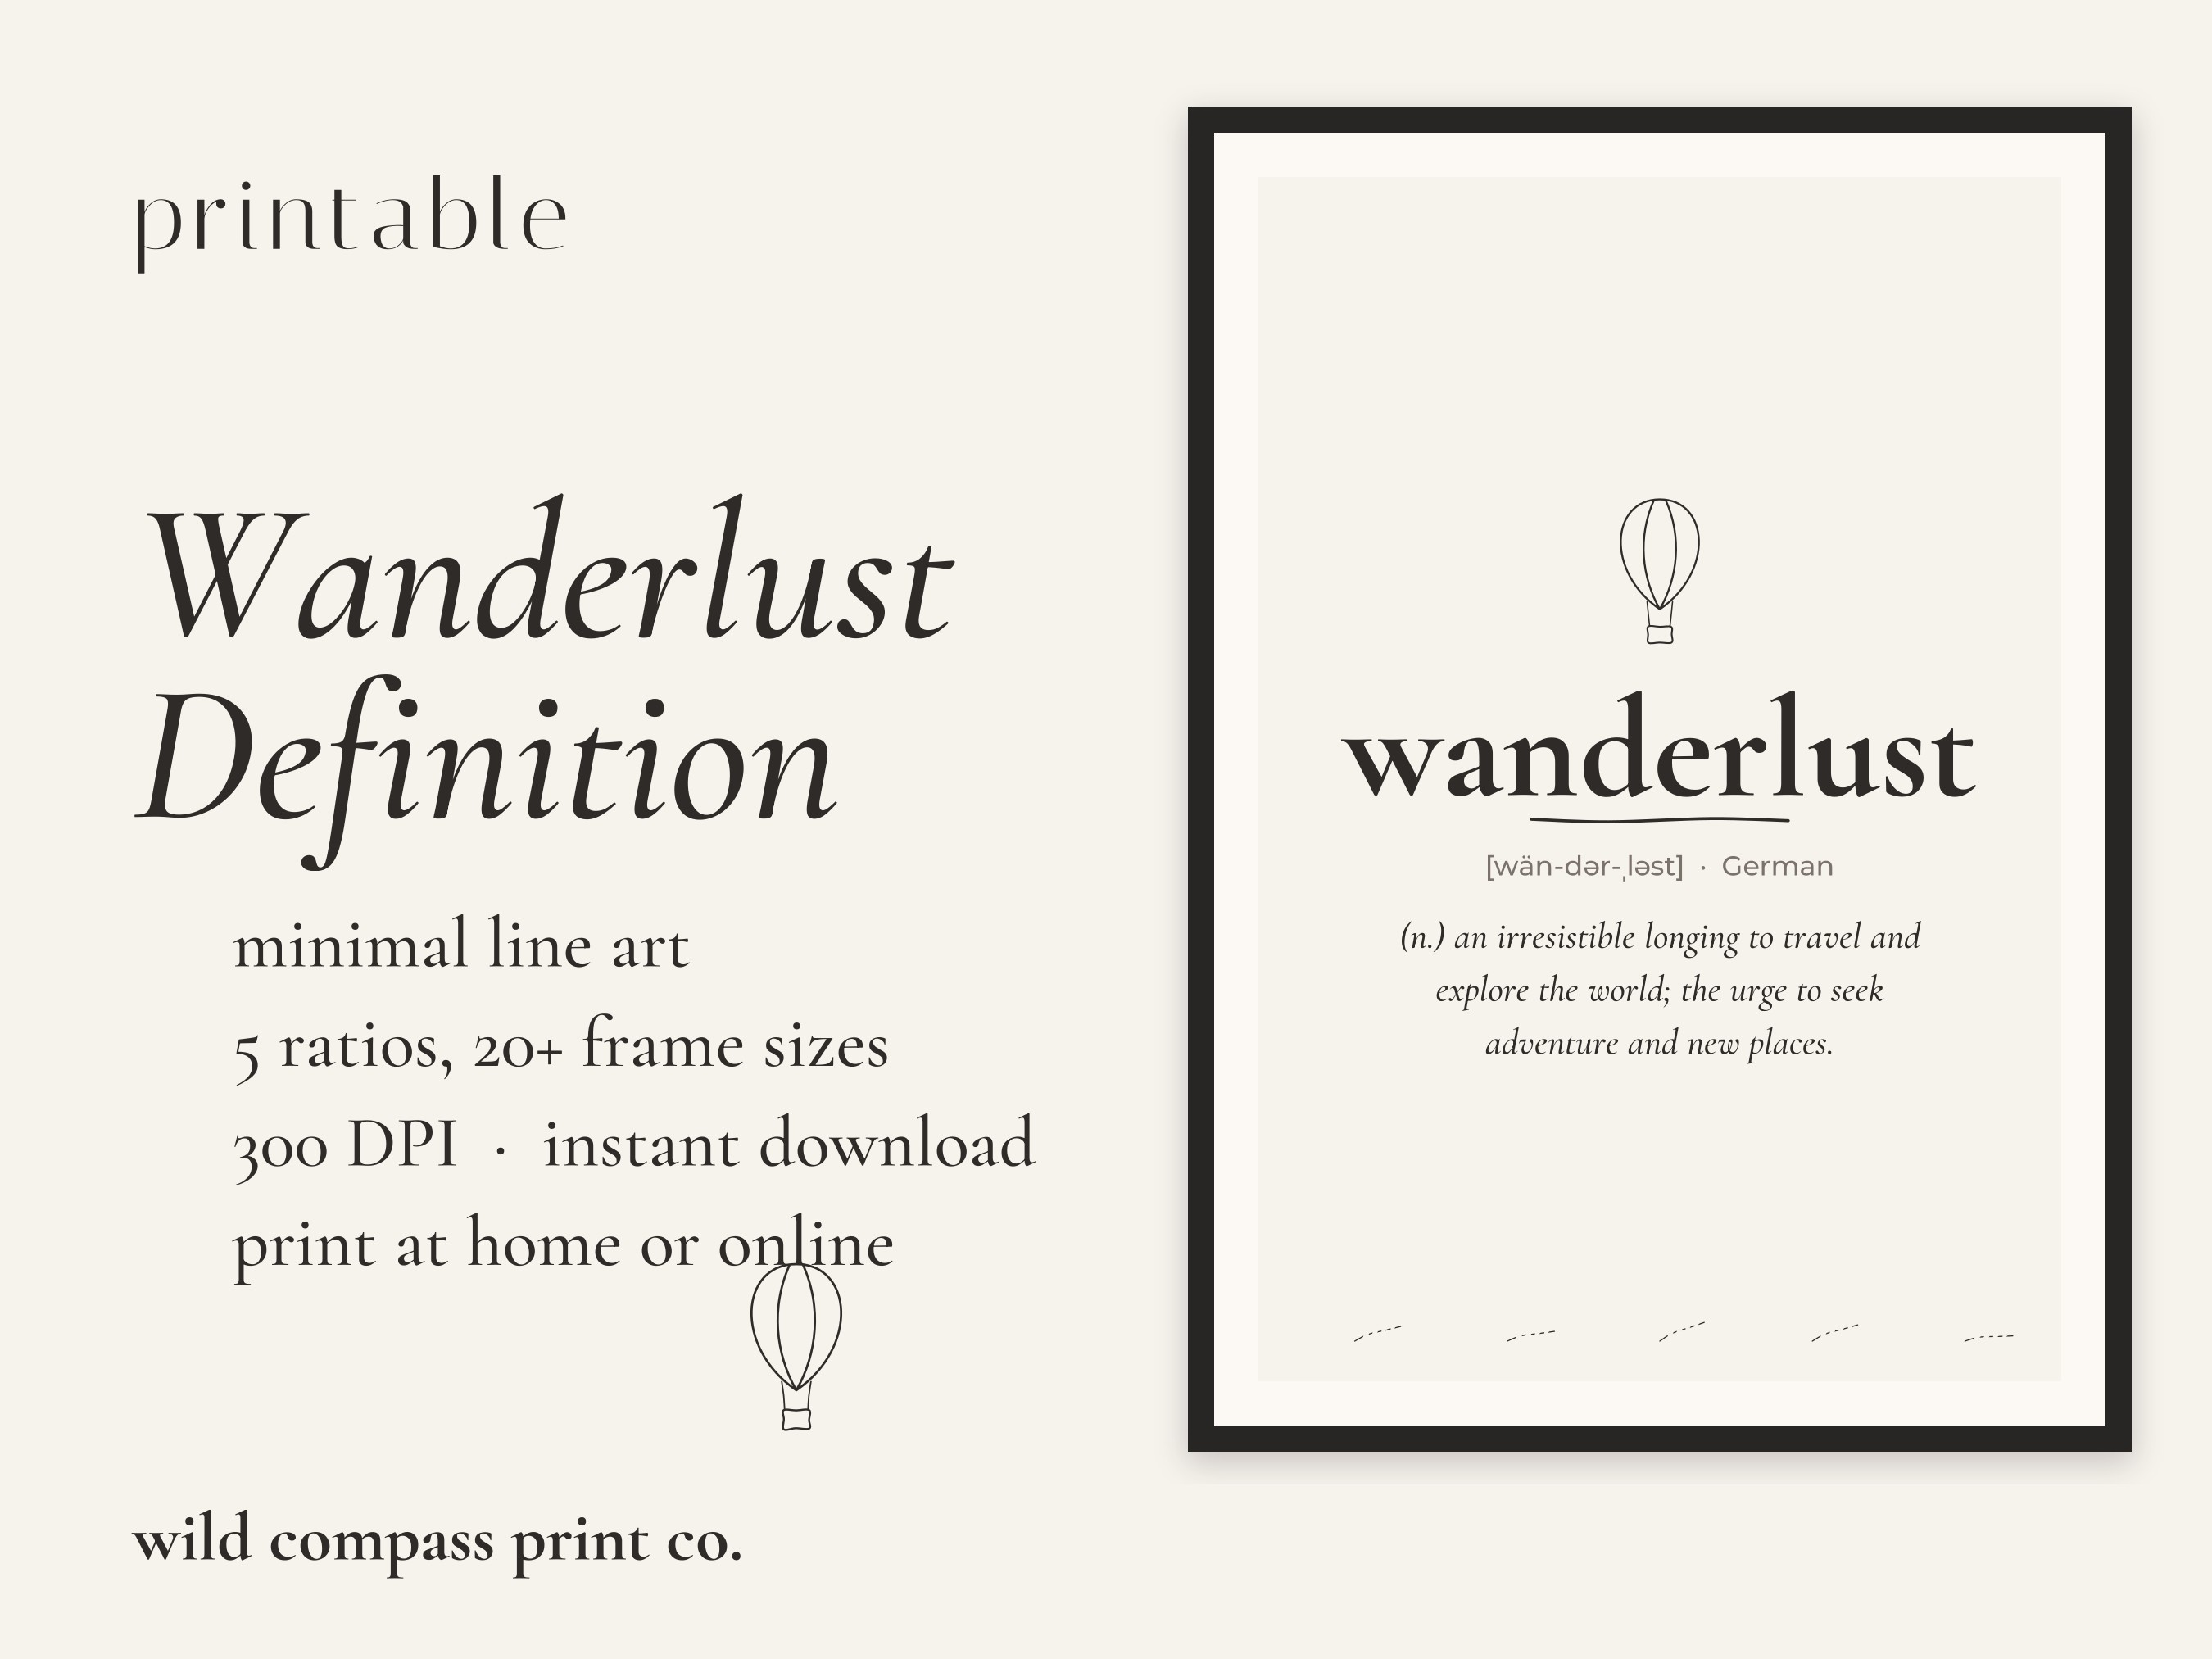 printable
Wanderlust
Definition
minimal line art
5 ratios, 20+ frame sizes
300 DPI · instant download
print at home or online
wild compass print co.
wanderlust
[wän-dər-ˌləst] · German
(n.) an irresistible longing to travel and
explore the world; the urge to seek
adventure and new places.